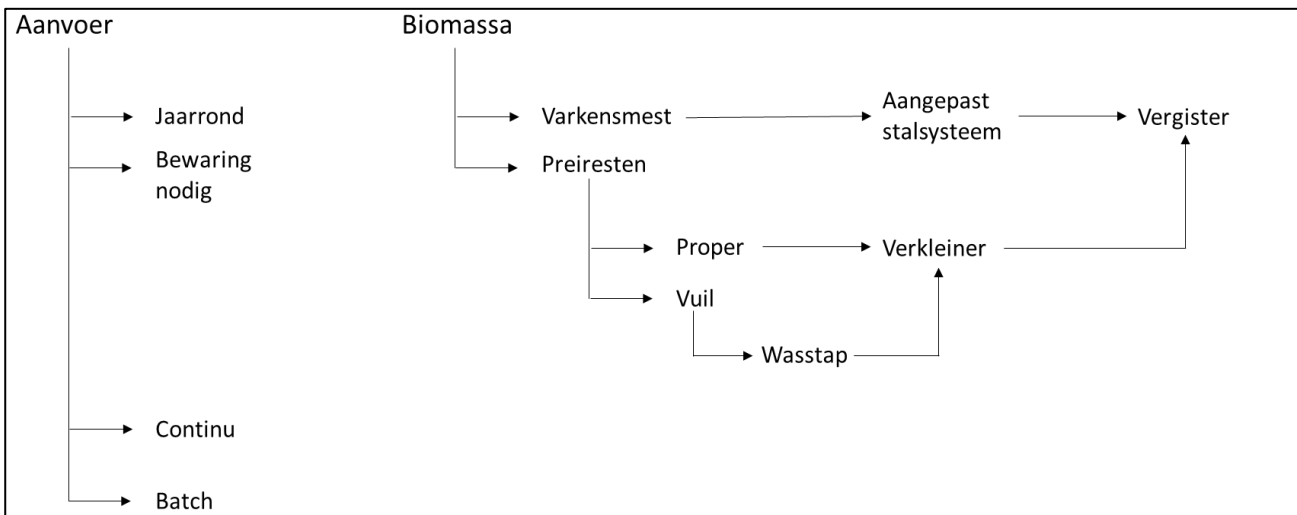 Aanvoer
Biomassa
Jaarrond
Varkensmest
Aangepast
stalsysteem
Vergister
Bewaring
nodig
Preiresten
Proper
Verkleiner
Vuil
Wasstap
Continu
Batch